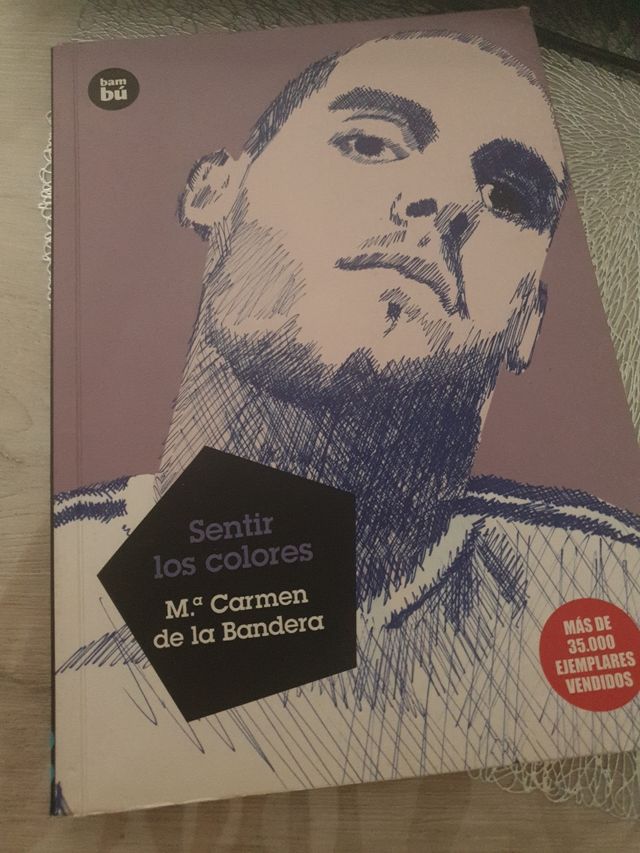 bam
bú
Sentir
los colores
M.ª Carmen
de la Bandera
MÁS DE
35.000
EJEMPLARES
VENDIDOS